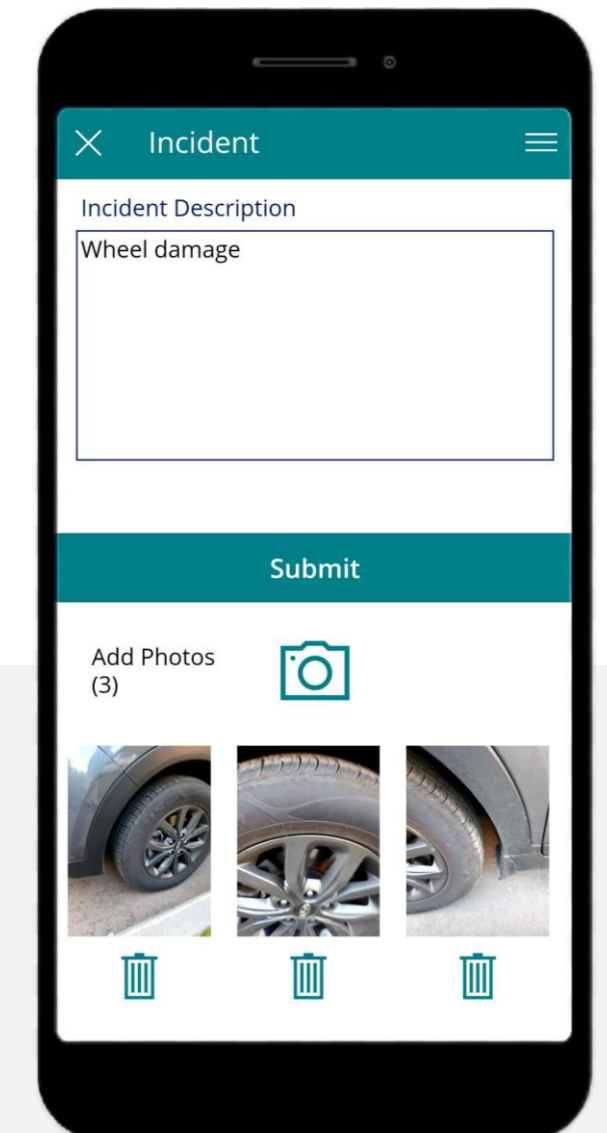 Incident
Incident Description
Wheel damage
Submit
Add Photos
(3)